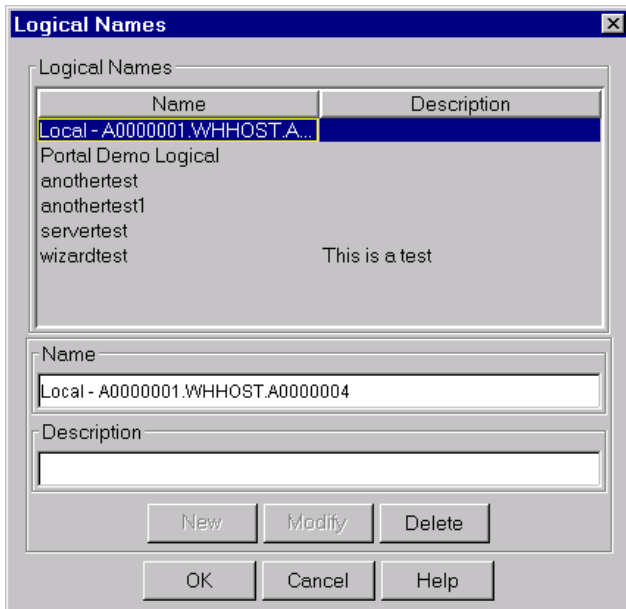 Logical Names
Logical Names
Name Description
Local - A0000001.WHHOST.A...
Portal Demo Logical
anothertest
anothertest1
servertest
wizardtest This is a test
Name
Local - A0000001.WHHOST.A0000004
Description
New Modify Delete
OK Cancel Help